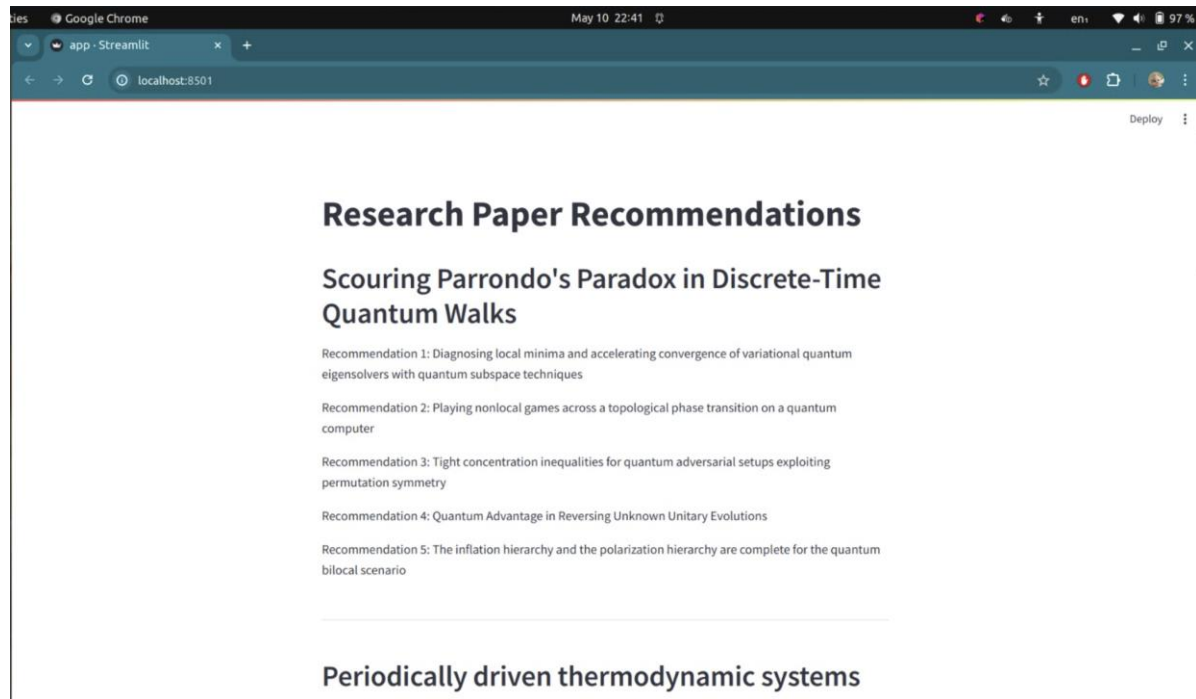 ies Google Chrome May 10 22:41 en₁ 97 %
app · Streamlit
localhost:8501
Deploy
Research Paper Recommendations
Scouring Parrondo's Paradox in Discrete-Time
Quantum Walks
Recommendation 1: Diagnosing local minima and accelerating convergence of variational quantum
eigensolvers with quantum subspace techniques
Recommendation 2: Playing nonlocal games across a topological phase transition on a quantum
computer
Recommendation 3: Tight concentration inequalities for quantum adversarial setups exploiting
permutation symmetry
Recommendation 4: Quantum Advantage in Reversing Unknown Unitary Evolutions
Recommendation 5: The inflation hierarchy and the polarization hierarchy are complete for the quantum
bilocal scenario
Periodically driven thermodynamic systems